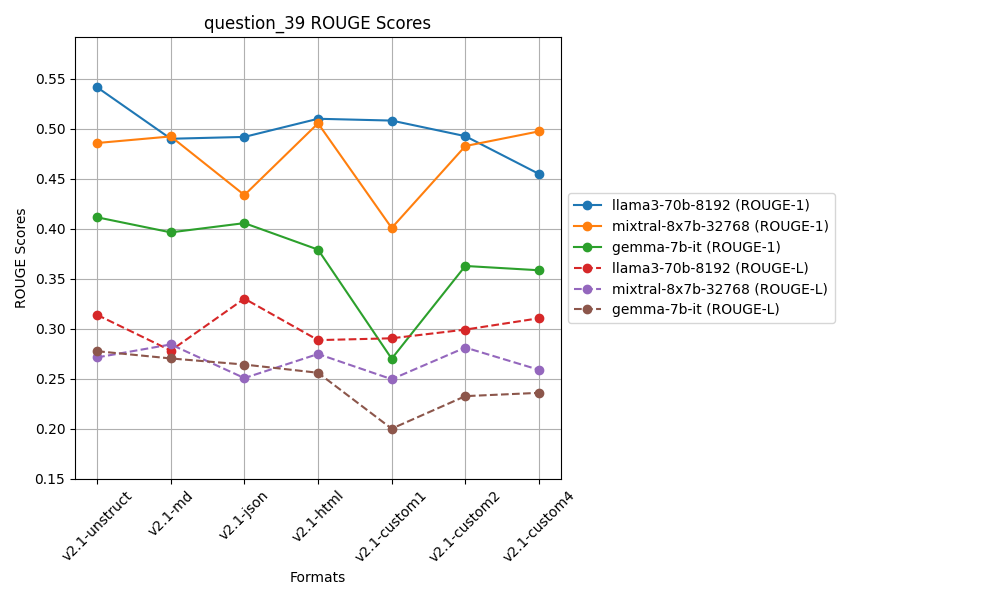 question_39 ROUGE Scores
ROUGE Scores
0.55
0.50
0.45
0.40
0.35
0.30
0.25
0.20
0.15
v2.1-unstruct
v2.1-md
v2.1-json
v2.1-html
v2.1-custom1
v2.1-custom2
v2.1-custom4
Formats
llama3-70b-8192 (ROUGE-1)
mixtral-8x7b-32768 (ROUGE-1)
gemma-7b-it (ROUGE-1)
llama3-70b-8192 (ROUGE-L)
mixtral-8x7b-32768 (ROUGE-L)
gemma-7b-it (ROUGE-L)